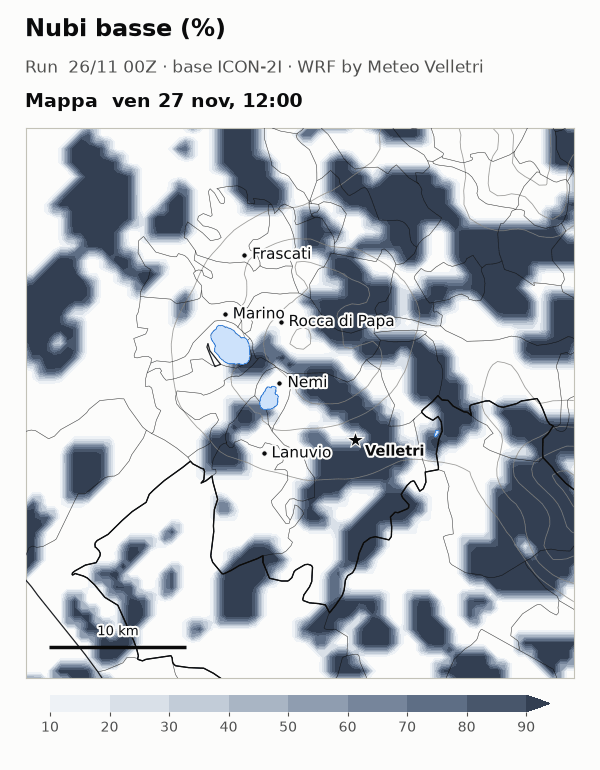 Nubi basse (%)
Run  26/11 00Z · base ICON-2I · WRF by Meteo Velletri
Mappa  ven 27 nov, 12:00
Frascati
Marino
Rocca di Papa
Nemi
Velletri
Lanuvio
10 km
10 20 30 40 50 60 70 80 90